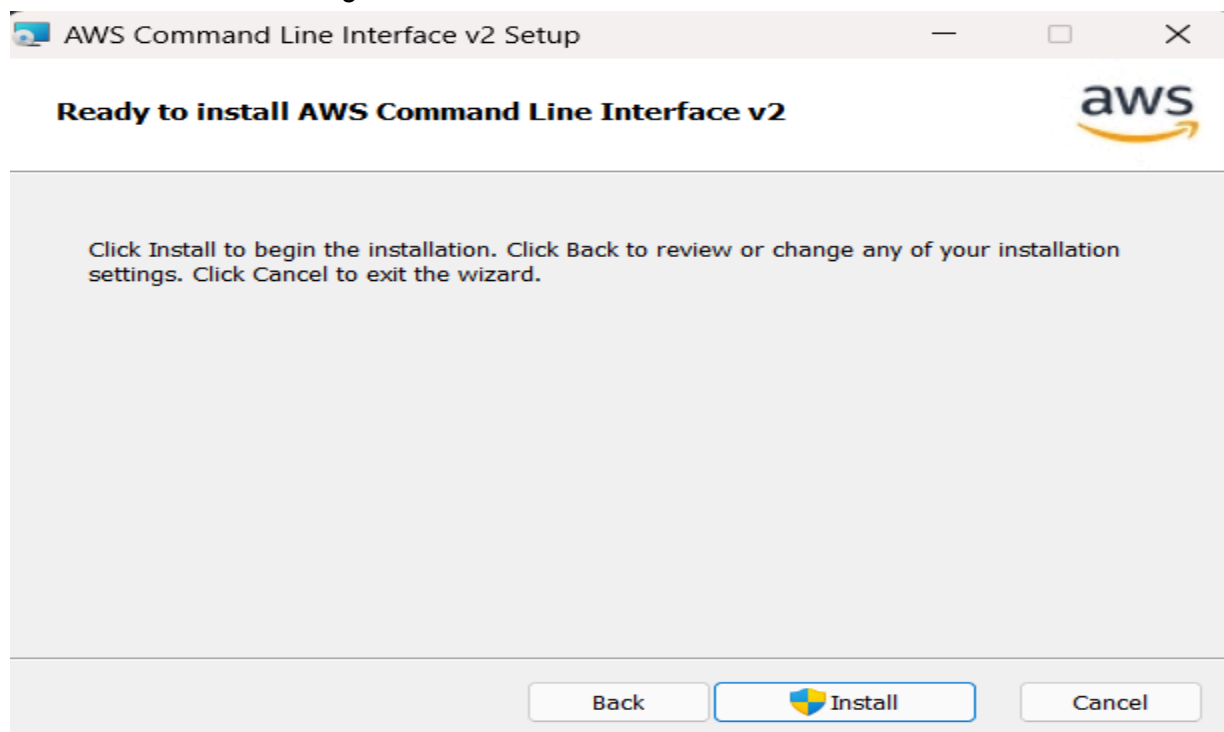 AWS Command Line Interface v2 Setup
Ready to install AWS Command Line Interface v2
aws
Click Install to begin the installation. Click Back to review or change any of your installation
settings. Click Cancel to exit the wizard.
Back
Install
Cancel